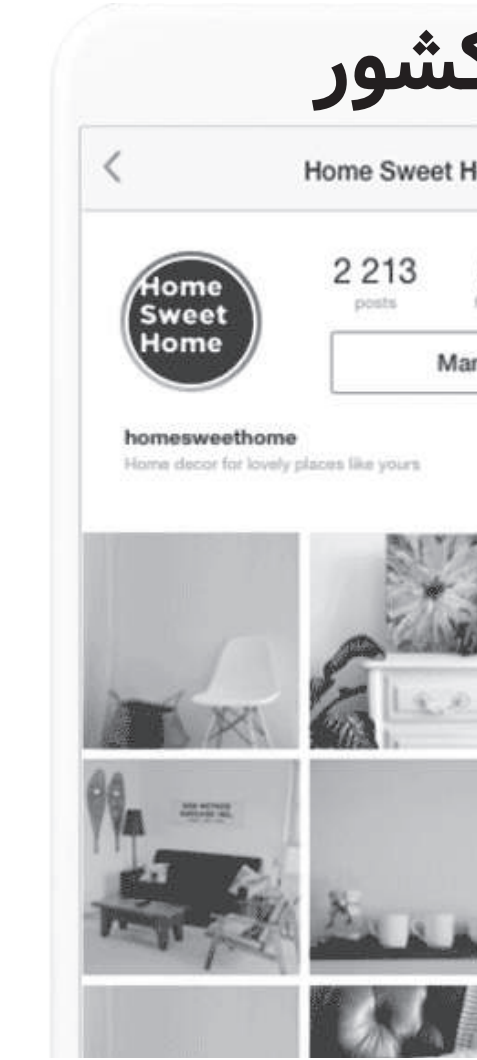 کشور
Home Sweet H
Home
Sweet
Home
2 213
posts
Mar
homesweethome
Home decor for lovely places like yours